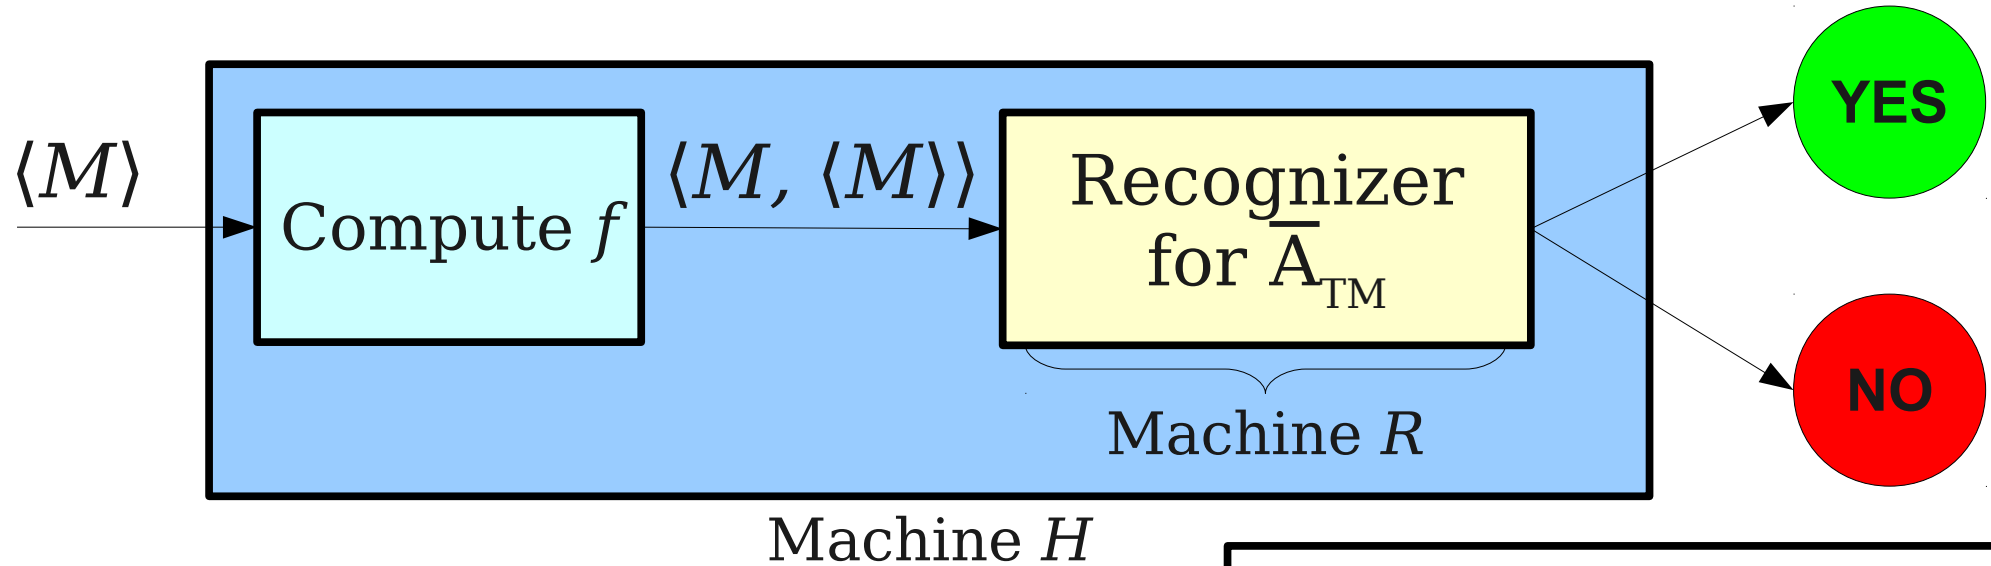 ⟨M⟩
Compute f
⟨M, ⟨M⟩⟩
Recognizer
for A̅TM
Machine R
Machine H
YES
NO